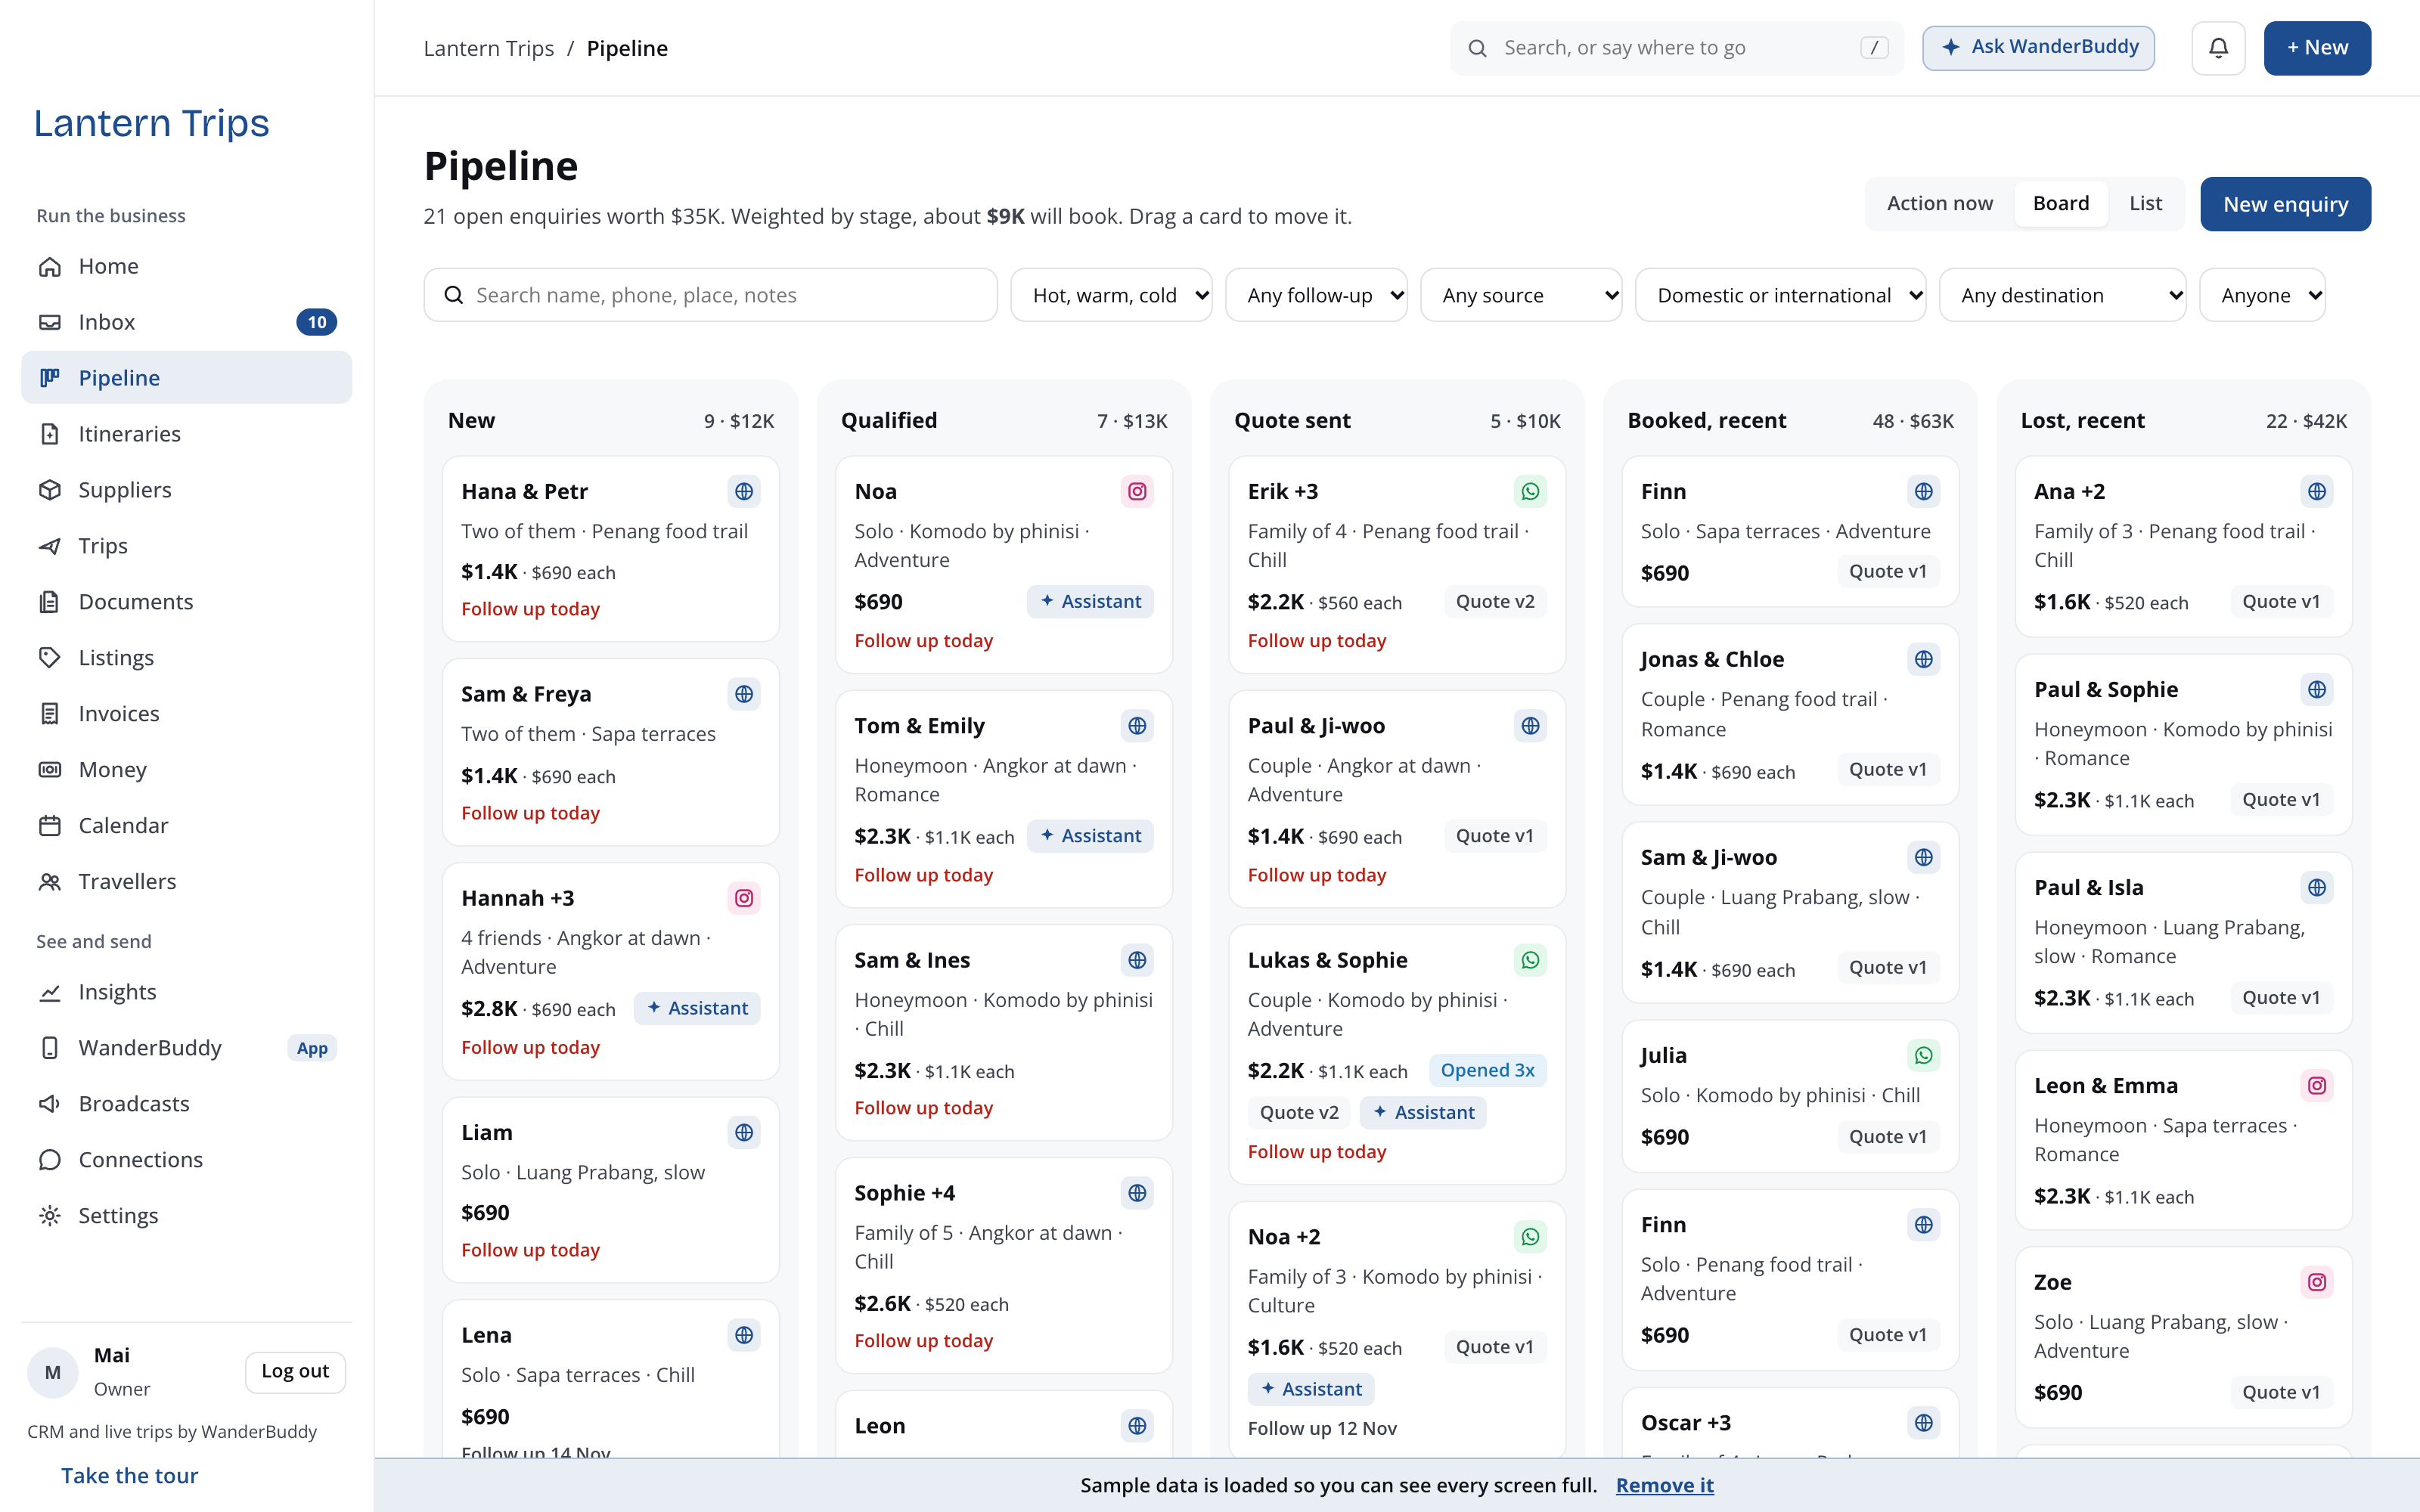 Lantern Trips / Pipeline
Search, or say where to go
/
Ask WanderBuddy
+ New
Lantern Trips
Run the business
Home
Inbox
10
Pipeline
Itineraries
Suppliers
Trips
Documents
Listings
Invoices
Money
Calendar
Travellers
See and send
Insights
WanderBuddy
App
Broadcasts
Connections
Settings
M
Mai
Owner
Log out
CRM and live trips by WanderBuddy
Take the tour
Pipeline
21 open enquiries worth $35K. Weighted by stage, about $9K will book. Drag a card to move it.
Action now
Board
List
New enquiry
Search name, phone, place, notes
Hot, warm, cold
Any follow-up
Any source
Domestic or international
Any destination
Anyone
New
9 · $12K
Hana & Petr
Two of them · Penang food trail
$1.4K · $690 each
Follow up today
Sam & Freya
Two of them · Sapa terraces
$1.4K · $690 each
Follow up today
Hannah +3
4 friends · Angkor at dawn ·
Adventure
$2.8K · $690 each
Assistant
Follow up today
Liam
Solo · Luang Prabang, slow
$690
Follow up today
Lena
Solo · Sapa terraces · Chill
$690
Follow up 14 Nov
Qualified
7 · $13K
Noa
Solo · Komodo by phinisi ·
Adventure
$690
Assistant
Follow up today
Tom & Emily
Honeymoon · Angkor at dawn ·
Romance
$2.3K · $1.1K each
Assistant
Follow up today
Sam & Ines
Honeymoon · Komodo by phinisi
· Chill
$2.3K · $1.1K each
Follow up today
Sophie +4
Family of 5 · Angkor at dawn ·
Chill
$2.6K · $520 each
Follow up today
Leon
Quote sent
5 · $10K
Erik +3
Family of 4 · Penang food trail ·
Chill
$2.2K · $560 each
Quote v2
Follow up today
Paul & Ji-woo
Couple · Angkor at dawn ·
Adventure
$1.4K · $690 each
Quote v1
Follow up today
Lukas & Sophie
Couple · Komodo by phinisi ·
Adventure
$2.2K · $1.1K each
Opened 3x
Quote v2
Assistant
Follow up today
Noa +2
Family of 3 · Komodo by phinisi ·
Culture
$1.6K · $520 each
Quote v1
Assistant
Follow up 12 Nov
Booked, recent
48 · $63K
Finn
Solo · Sapa terraces · Adventure
$690
Quote v1
Jonas & Chloe
Couple · Penang food trail ·
Romance
$1.4K · $690 each
Quote v1
Sam & Ji-woo
Couple · Luang Prabang, slow ·
Chill
$1.4K · $690 each
Quote v1
Julia
Solo · Komodo by phinisi · Chill
$690
Quote v1
Finn
Solo · Penang food trail ·
Adventure
$690
Quote v1
Oscar +3
Lost, recent
22 · $42K
Ana +2
Family of 3 · Penang food trail ·
Chill
$1.6K · $520 each
Quote v1
Paul & Sophie
Honeymoon · Komodo by phinisi
· Romance
$2.3K · $1.1K each
Quote v1
Paul & Isla
Honeymoon · Luang Prabang,
slow · Romance
$2.3K · $1.1K each
Quote v1
Leon & Emma
Honeymoon · Sapa terraces ·
Romance
$2.3K · $1.1K each
Zoe
Solo · Luang Prabang, slow ·
Adventure
$690
Quote v1
Sample data is loaded so you can see every screen full. Remove it